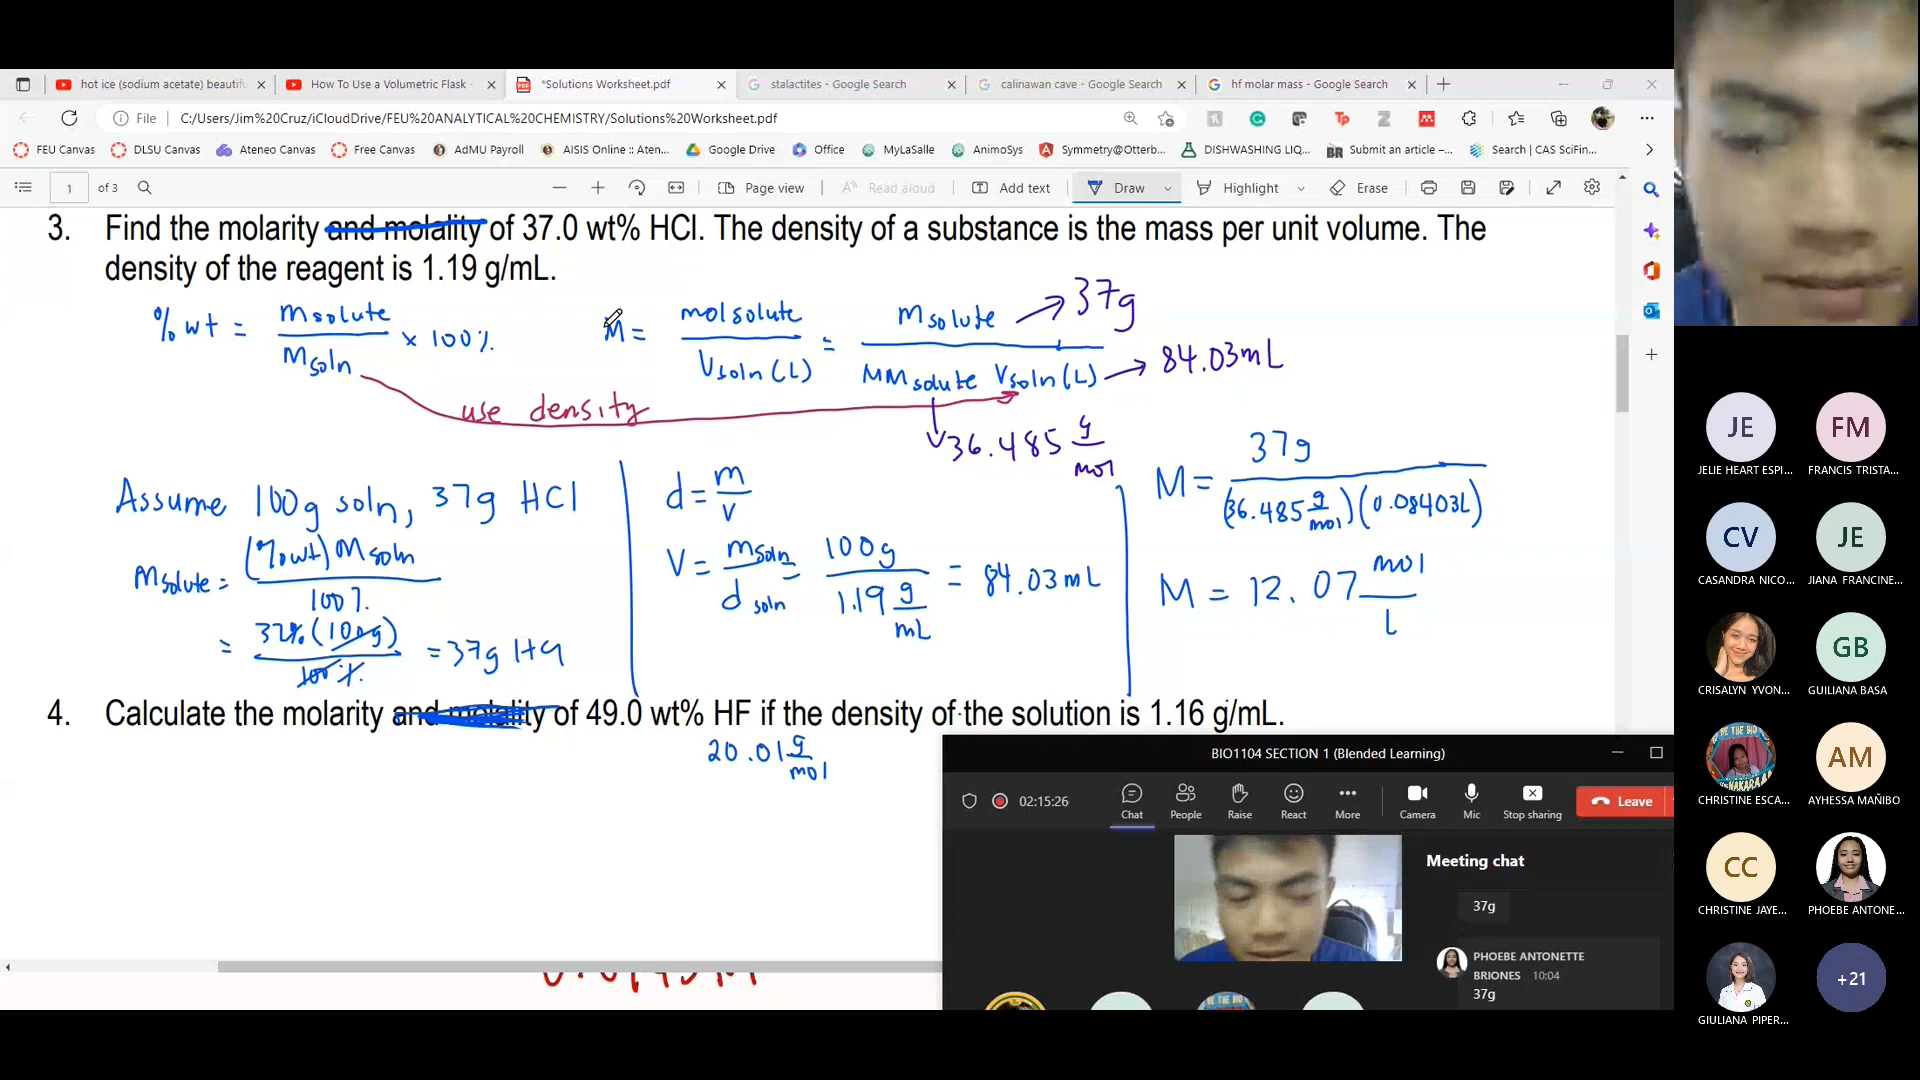 hot ice (sodium acetate) beautifu
How To Use a Volumetric Flask -
*Solutions Worksheet.pdf
stalactites - Google Search
calinawan cave - Google Search
hf molar mass - Google Search
File
C:/Users/Jim%20Cruz/iCloudDrive/FEU%20ANALYTICAL%20CHEMISTRY/Solutions%20Worksheet.pdf
FEU Canvas
DLSU Canvas
Ateneo Canvas
Free Canvas
AdMU Payroll
AISIS Online :: Aten...
Google Drive
Office
MyLaSalle
AnimoSys
Symmetry@Otterb...
DISHWASHING LIQ...
Submit an article –...
Search | CAS SciFin...
1 of 3
Page view
Read aloud
Add text
Draw
Highlight
Erase
3. Find the molarity and molality of 37.0 wt% HCl. The density of a substance is the mass per unit volume. The
density of the reagent is 1.19 g/mL.
% wt = msolute / msoln × 100%
M = mol solute / Vsoln (L) = msolute / MMsolute Vsoln (L)
37g
84.03mL
36.485 g/mol
use density
Assume 100g soln, 37g HCl
msolute = (%wt) msoln / 100%
= 37% (100g) / 100% = 37g HCl
d = m / V
V = msoln / dsoln = 100g / 1.19 g/mL = 84.03 mL
M = 37g / (36.485 g/mol)(0.08403L)
M = 12.07 mol / L
4. Calculate the molarity and molality of 49.0 wt% HF if the density of the solution is 1.16 g/mL.
20.01 g/mol
BIO1104 SECTION 1 (Blended Learning)
02:15:26
Chat
People
Raise
React
More
Camera
Mic
Stop sharing
Leave
Meeting chat
37g
PHOEBE ANTONETTE
BRIONES 10:04
37g
JE
JELIE HEART ESPI...
FM
FRANCIS TRISTA...
CV
CASANDRA NICO...
JE
JIANA FRANCINE...
CRISALYN YVON...
GB
GUILIANA BASA
CHRISTINE ESCA...
AM
AYHESSA MAÑIBO
CC
CHRISTINE JAYE...
PHOEBE ANTONE...
GIULIANA PIPER...
+21